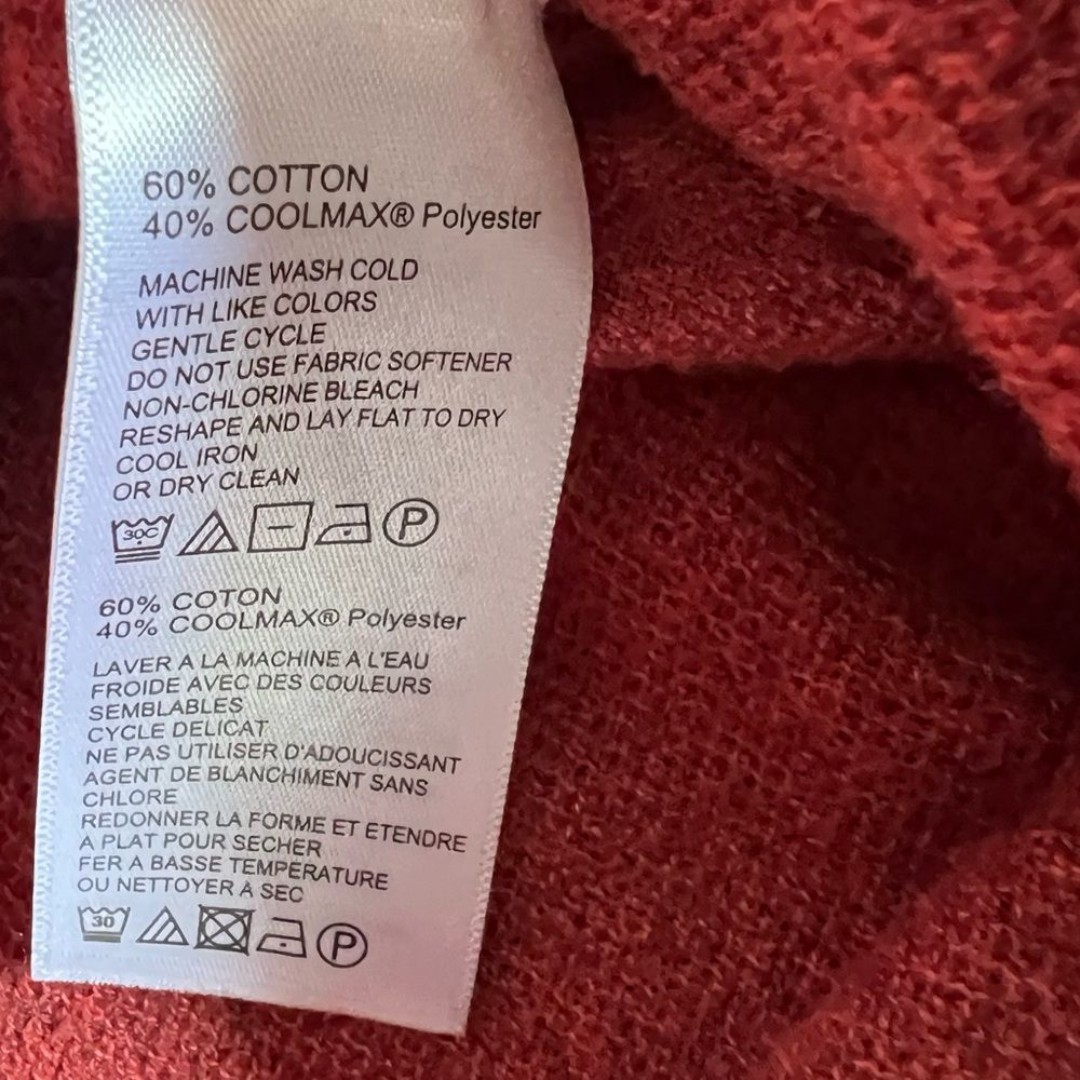 60% COTTON
40% COOLMAX® Polyester
MACHINE WASH COLD
WITH LIKE COLORS
GENTLE CYCLE
DO NOT USE FABRIC SOFTENER
NON-CHLORINE BLEACH
RESHAPE AND LAY FLAT TO DRY
COOL IRON
OR DRY CLEAN
30C P
60% COTON
40% COOLMAX® Polyester
LAVER A LA MACHINE A L'EAU
FROIDE AVEC DES COULEURS
SEMBLABLES
CYCLE DELICAT
NE PAS UTILISER D'ADOUCISSANT
AGENT DE BLANCHIMENT SANS
CHLORE
REDONNER LA FORME ET ETENDRE
A PLAT POUR SECHER
FER A BASSE TEMPERATURE
OU NETTOYER À SEC
30 P